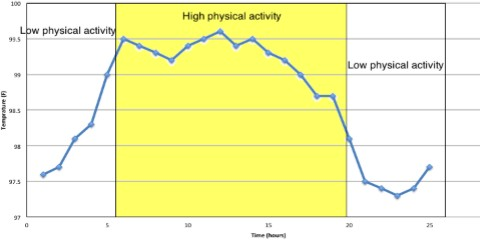 100
High physical activity
Low physical activity
99.5
Low physical activity
99
98.5
98
97.5
97
0
5
10
15
20
25
Temprature (F)
Time (hours)